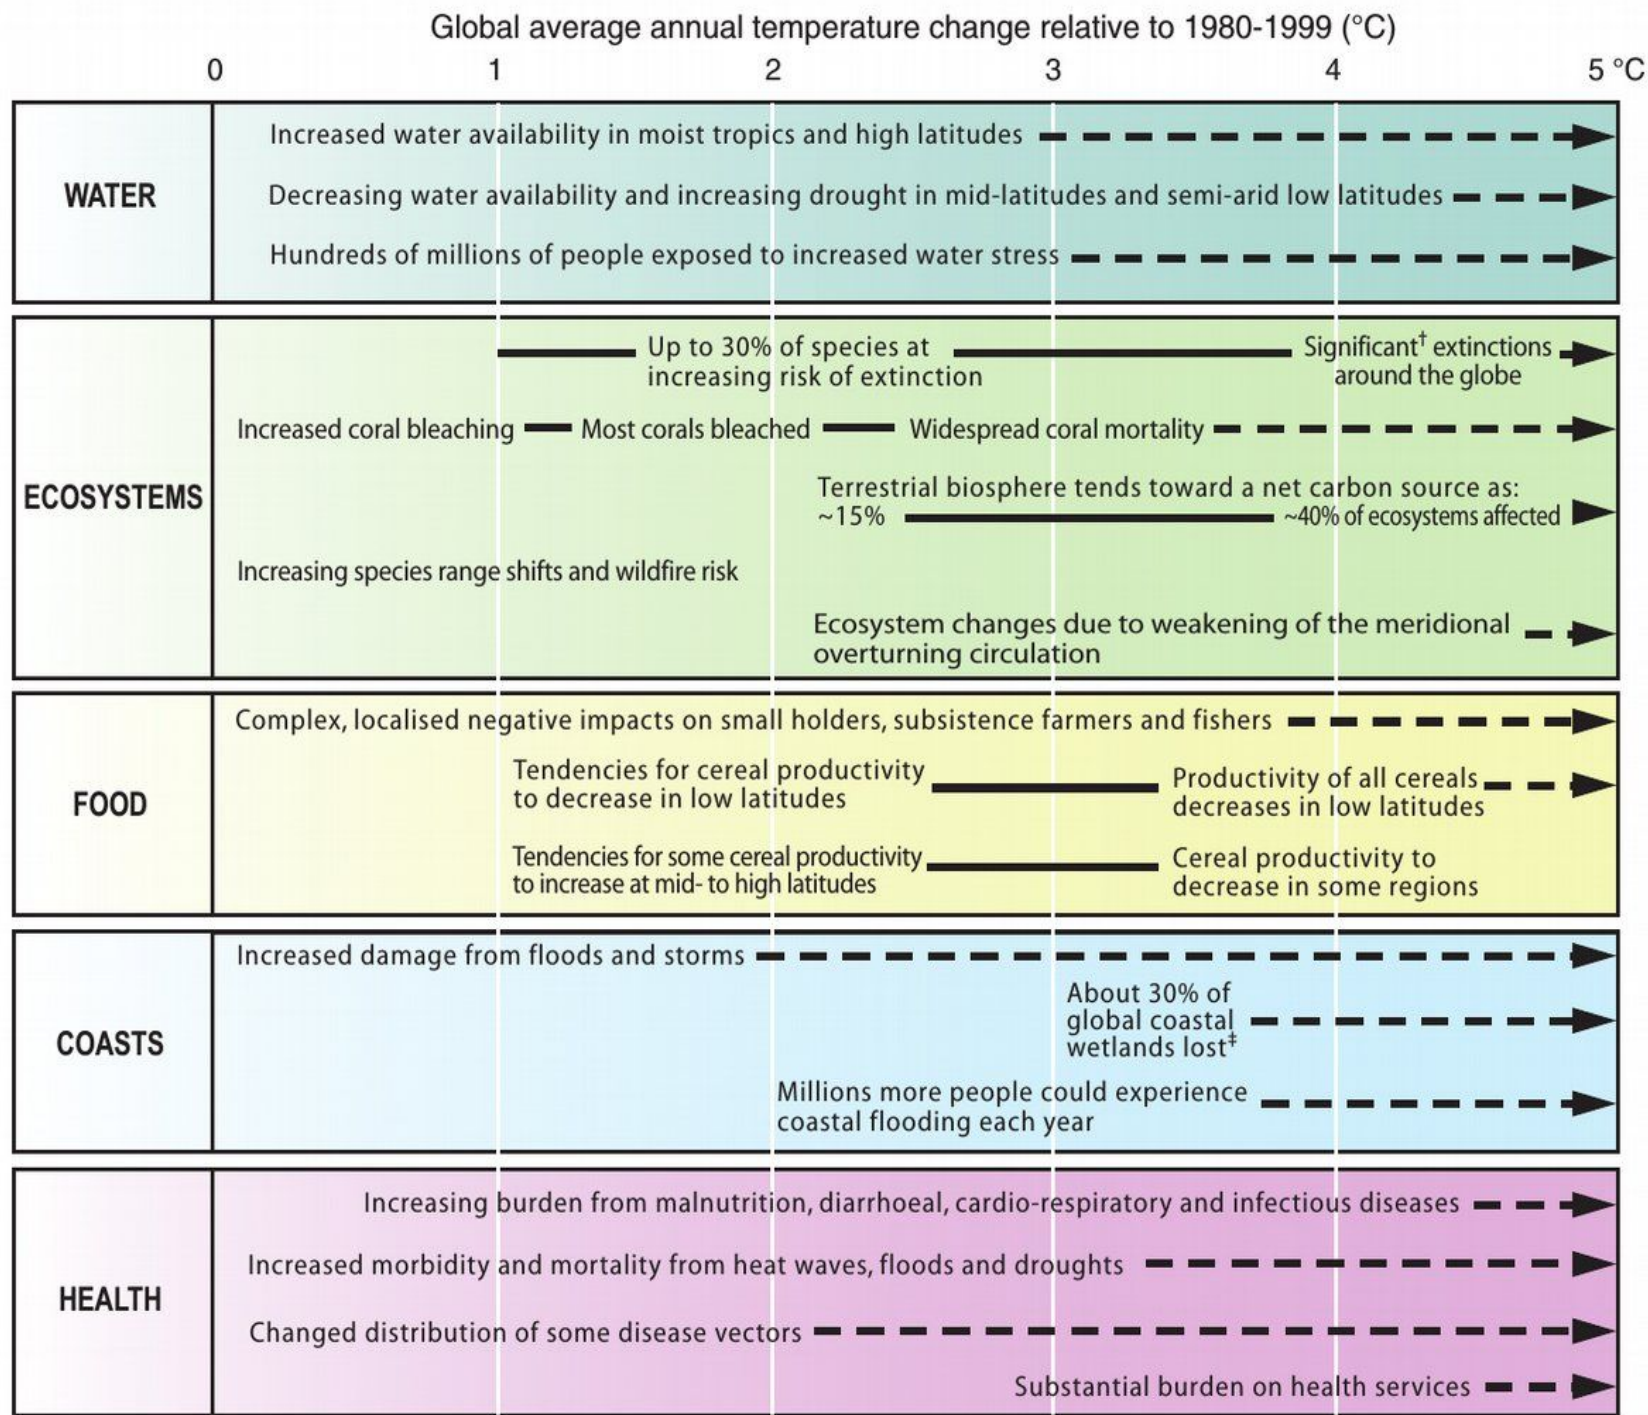 Global average annual temperature change relative to 1980-1999 (°C)
0 1 2 3 4 5 °C
WATER
Increased water availability in moist tropics and high latitudes
Decreasing water availability and increasing drought in mid-latitudes and semi-arid low latitudes
Hundreds of millions of people exposed to increased water stress
ECOSYSTEMS
Up to 30% of species at
increasing risk of extinction
Significant† extinctions
around the globe
Increased coral bleaching
Most corals bleached
Widespread coral mortality
Terrestrial biosphere tends toward a net carbon source as:
~15%
~40% of ecosystems affected
Increasing species range shifts and wildfire risk
Ecosystem changes due to weakening of the meridional
overturning circulation
FOOD
Complex, localised negative impacts on small holders, subsistence farmers and fishers
Tendencies for cereal productivity
to decrease in low latitudes
Productivity of all cereals
decreases in low latitudes
Tendencies for some cereal productivity
to increase at mid- to high latitudes
Cereal productivity to
decrease in some regions
COASTS
Increased damage from floods and storms
About 30% of
global coastal
wetlands lost‡
Millions more people could experience
coastal flooding each year
HEALTH
Increasing burden from malnutrition, diarrhoeal, cardio-respiratory and infectious diseases
Increased morbidity and mortality from heat waves, floods and droughts
Changed distribution of some disease vectors
Substantial burden on health services